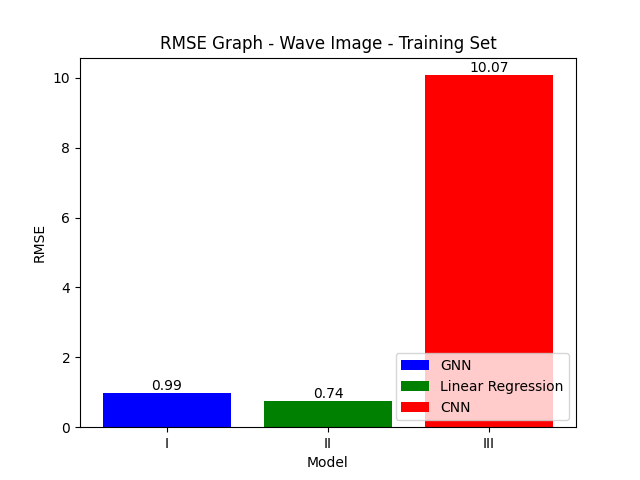 RMSE Graph - Wave Image - Training Set
RMSE
10
8
6
4
2
0
0.99
0.74
10.07
GNN
Linear Regression
CNN
I
II
III
Model